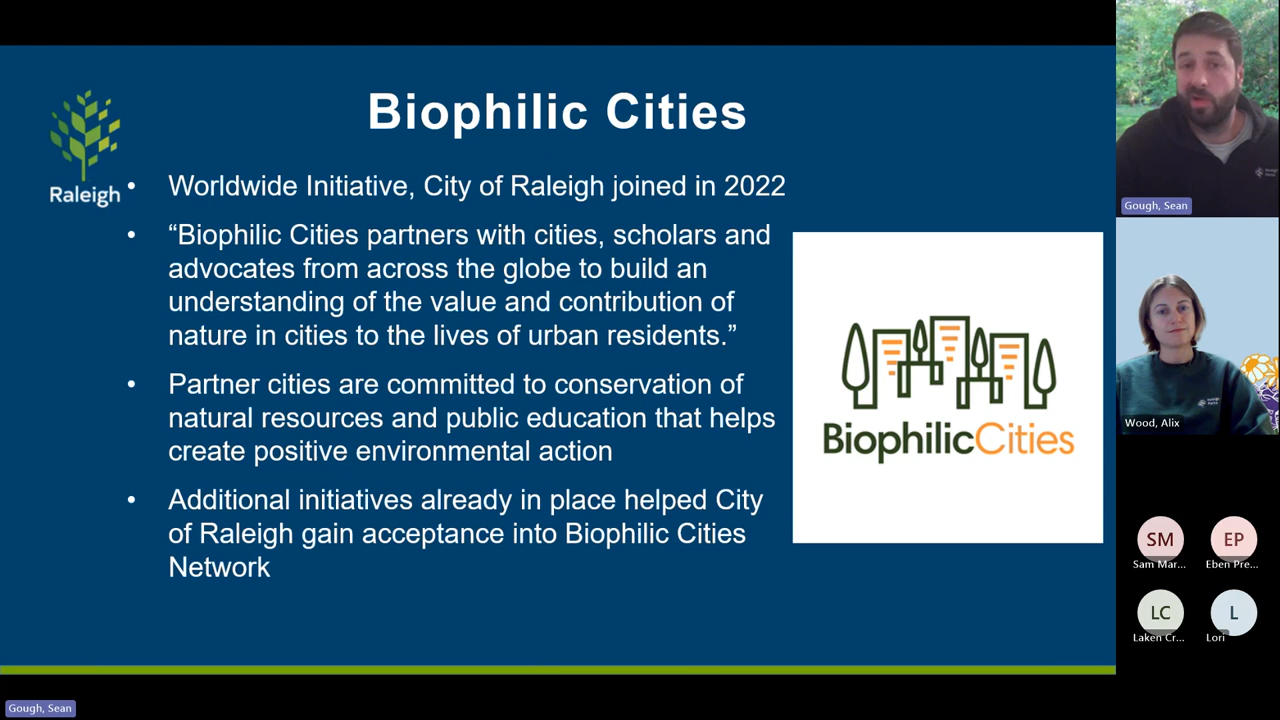 Biophilic Cities
Raleigh
• Worldwide Initiative, City of Raleigh joined in 2022
• “Biophilic Cities partners with cities, scholars and
advocates from across the globe to build an
understanding of the value and contribution of
nature in cities to the lives of urban residents.”
• Partner cities are committed to conservation of
natural resources and public education that helps
create positive environmental action
• Additional initiatives already in place helped City
of Raleigh gain acceptance into Biophilic Cities
Network
BiophilicCities
Gough, Sean
Wood, Alix
SM
Sam Mar...
EP
Eben Pre...
LC
Laken Cr...
L
Lori
Gough, Sean